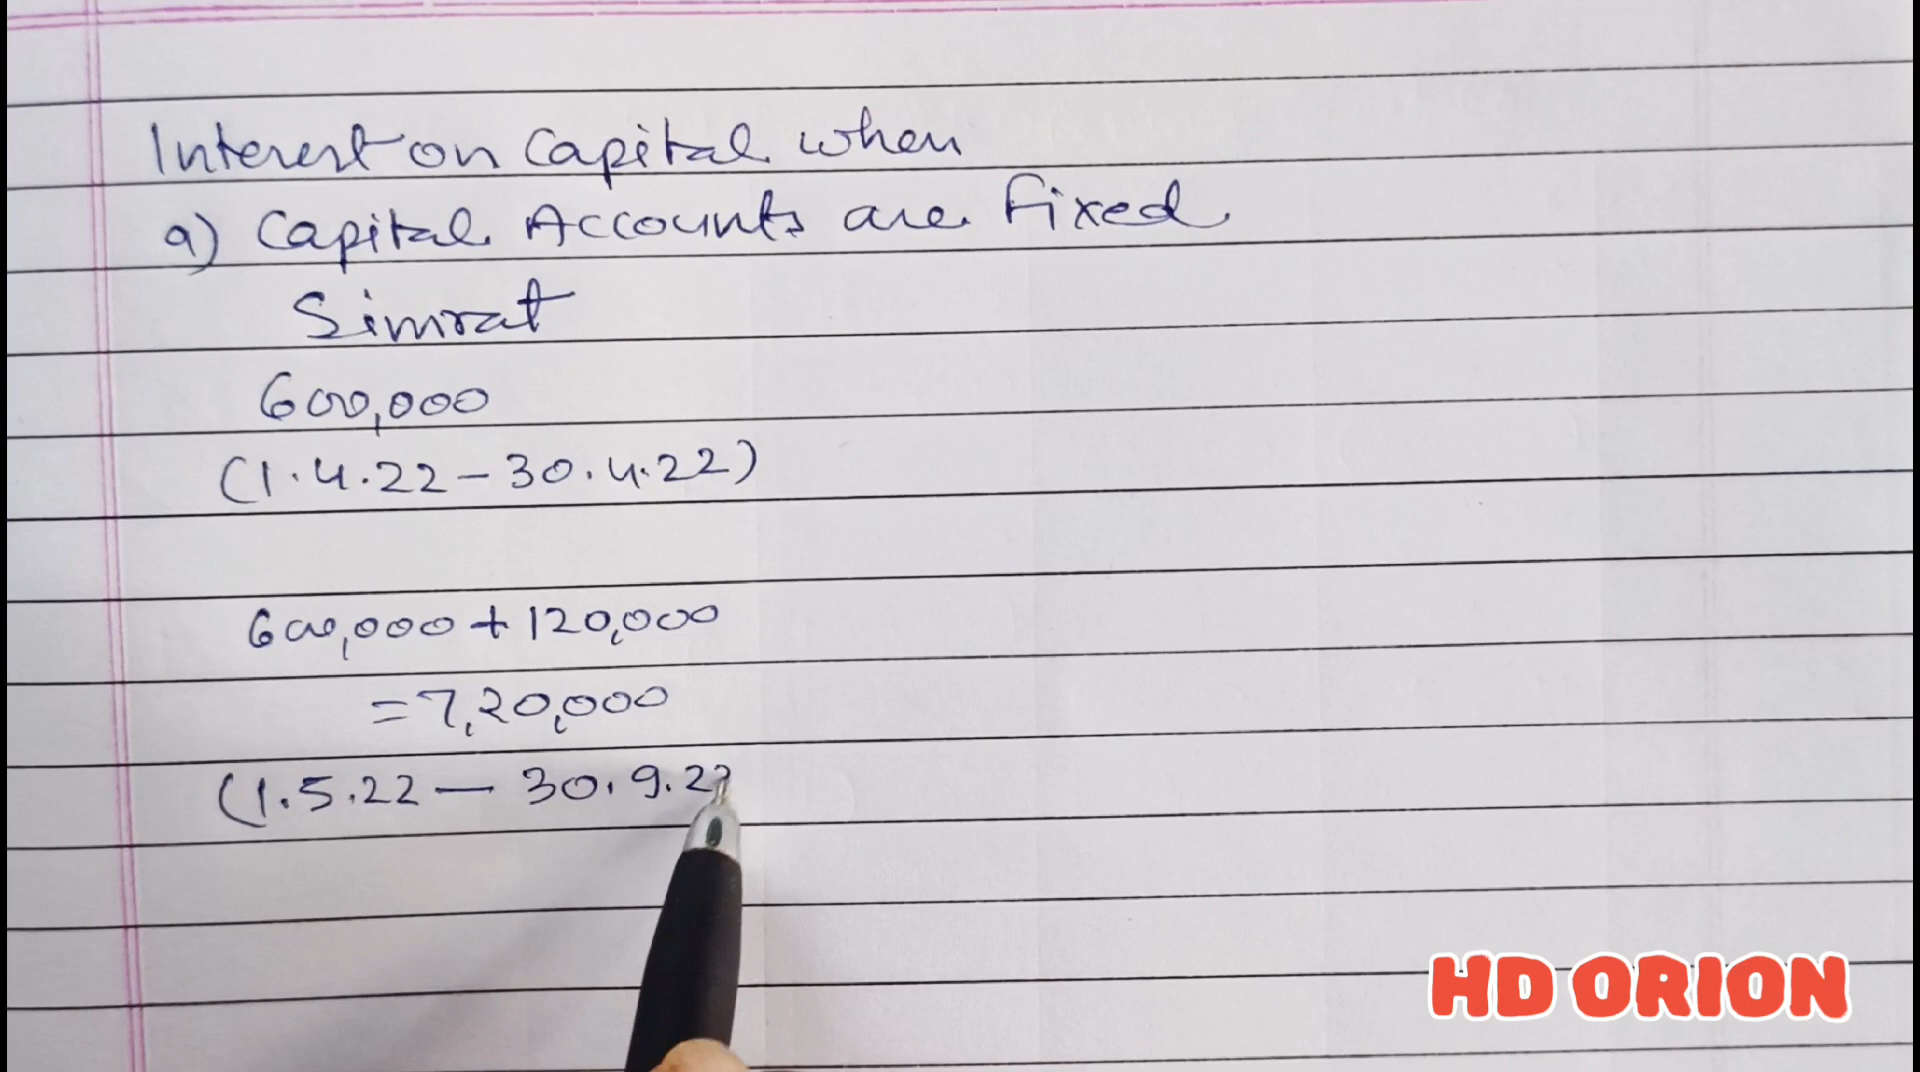 Interest on Capital when
a) Capital Accounts are Fixed
Simrat
600,000
(1.4.22 - 30.4.22)
600,000 + 120,000
= 7,20,000
(1.5.22 — 30.9.22
HD ORION